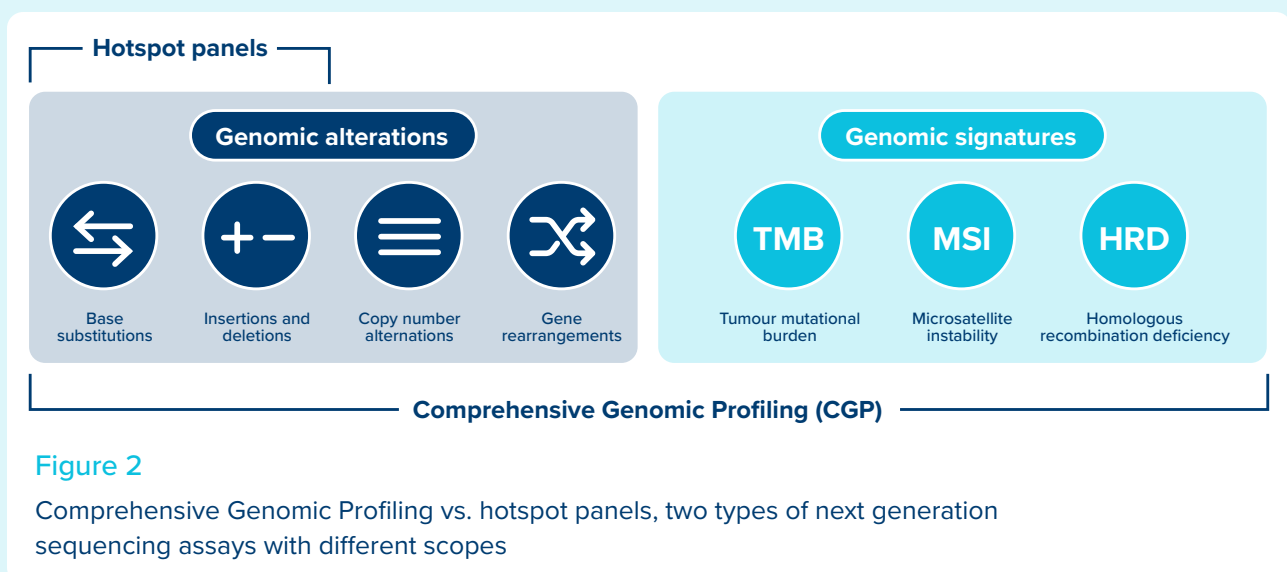 Hotspot panels
Genomic alterations
Base
substitutions
Insertions and
deletions
Copy number
alternations
Gene
rearrangements
Genomic signatures
TMB
Tumour mutational
burden
MSI
Microsatellite
instability
HRD
Homologous
recombination deficiency
Comprehensive Genomic Profiling (CGP)
Figure 2
Comprehensive Genomic Profiling vs. hotspot panels, two types of next generation
sequencing assays with different scopes